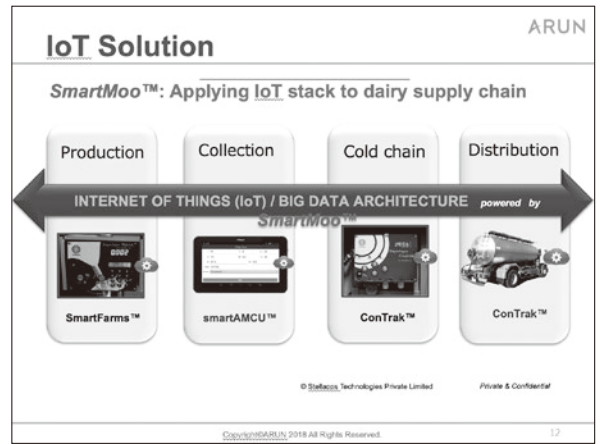 ARUN
IoT Solution
SmartMoo™: Applying IoT stack to dairy supply chain
Production
Collection
Cold chain
Distribution
INTERNET OF THINGS (IoT) / BIG DATA ARCHITECTURE powered by
SmartMoo™
SmartFarms™
smartAMCU™
ConTrak™
ConTrak™
© Stellapps Technologies Private Limited
Private & Confidential
Copyright©ARUN 2018 All Rights Reserved.
12